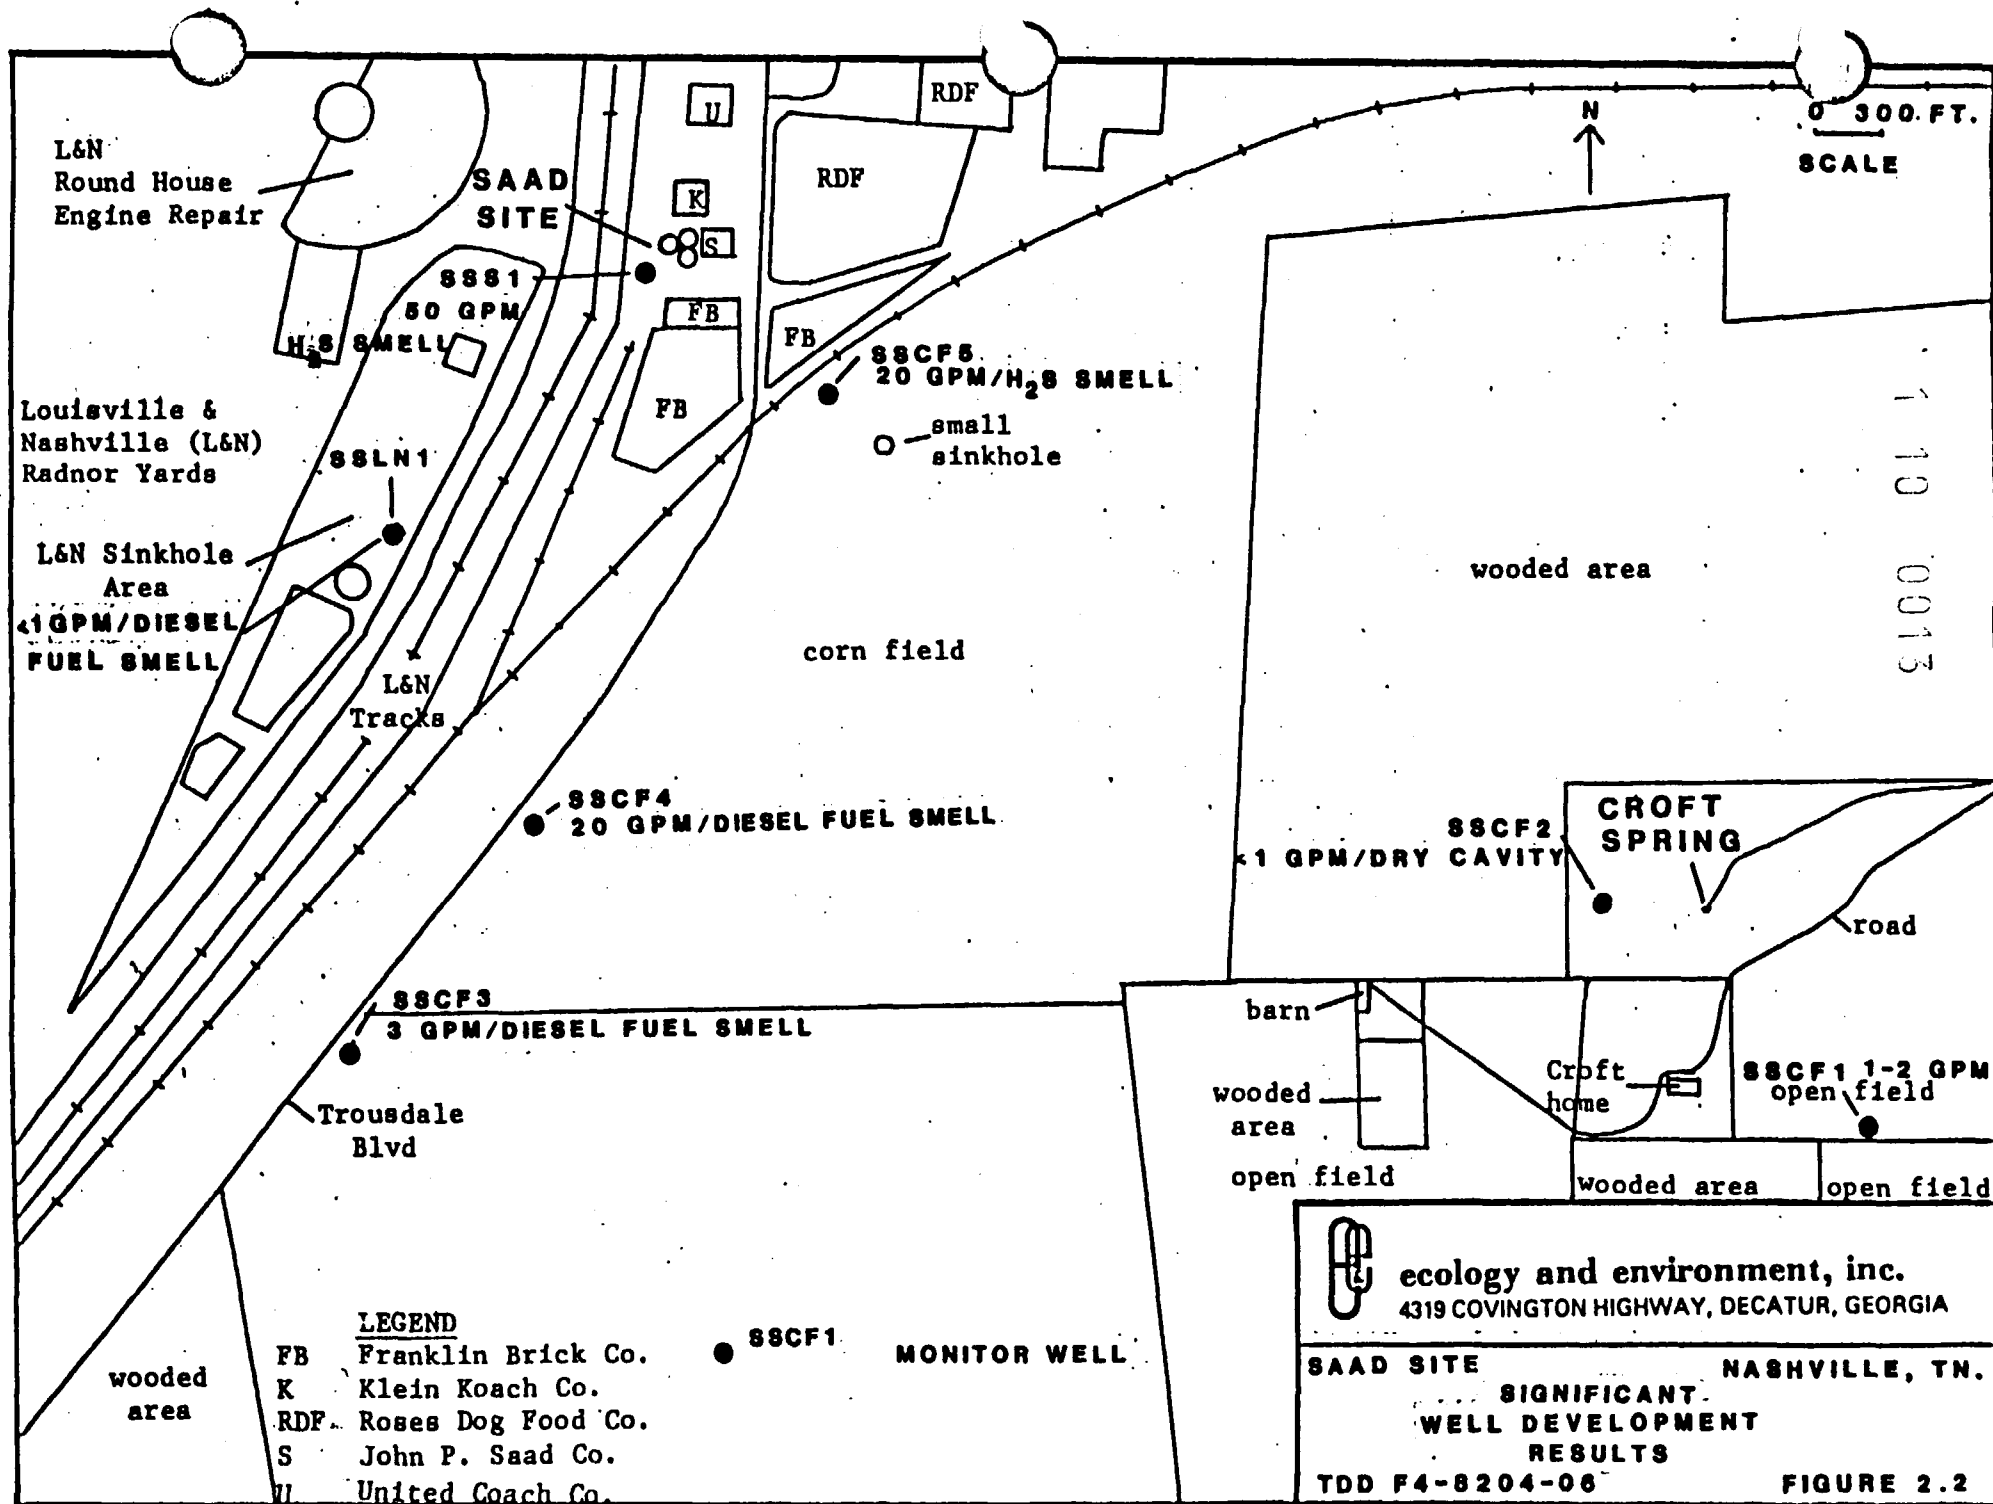 RDF
U
N
0 300 FT.
SCALE
L&N
Round House
Engine Repair
SAAD
SITE
K
RDF
S
SSS1
50 GPM
H2S SMELL
FB
FB
FB
SSCF5
20 GPM/H2S SMELL
small
sinkhole
Louisville &
Nashville (L&N)
Radnor Yards
SSLN1
L&N Sinkhole
Area
<1GPM/DIESEL
FUEL SMELL
wooded area
1 10 0013
corn field
L&N
Tracks
SSCF4
20 GPM/DIESEL FUEL SMELL
SSCF2
<1 GPM/DRY CAVITY
CROFT
SPRING
road
SSCF3
3 GPM/DIESEL FUEL SMELL
barn
Croft
home
SSCF1 1-2 GPM
open field
wooded
area
Trousdale
Blvd
open field
wooded area
open field
wooded
area
LEGEND
FB Franklin Brick Co.
K Klein Koach Co.
RDF Roses Dog Food Co.
S John P. Saad Co.
U United Coach Co.
SSCF1 MONITOR WELL
ecology and environment, inc.
4319 COVINGTON HIGHWAY, DECATUR, GEORGIA
SAAD SITE NASHVILLE, TN.
SIGNIFICANT
WELL DEVELOPMENT
RESULTS
TDD F4-8204-06 FIGURE 2.2